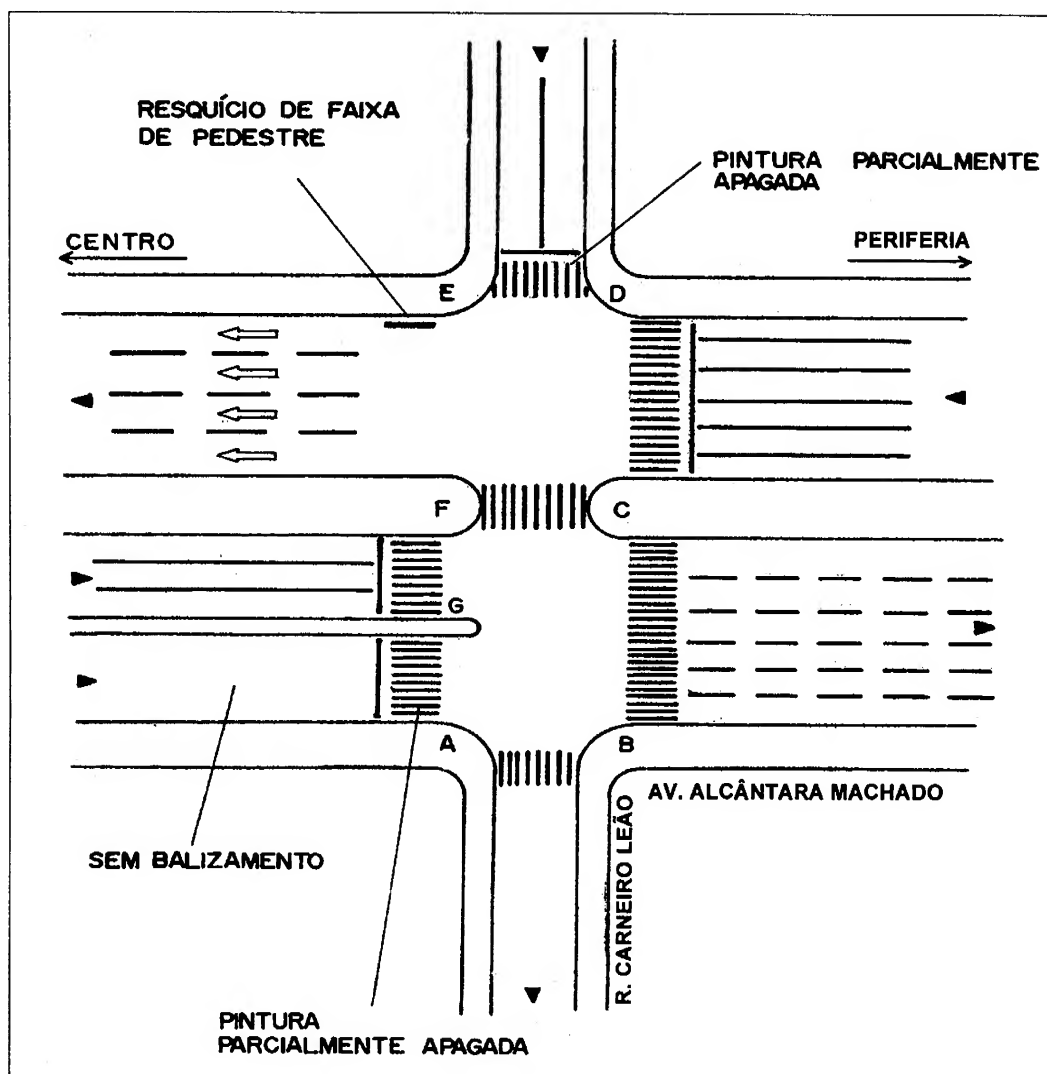 RESQUÍCIO DE FAIXA
DE PEDESTRE
PINTURA PARCIALMENTE
APAGADA
CENTRO
PERIFERIA
E
D
F
C
G
A
B
AV. ALCÂNTARA MACHADO
R. CARNEIRO LEÃO
SEM BALIZAMENTO
PINTURA
PARCIALMENTE APAGADA